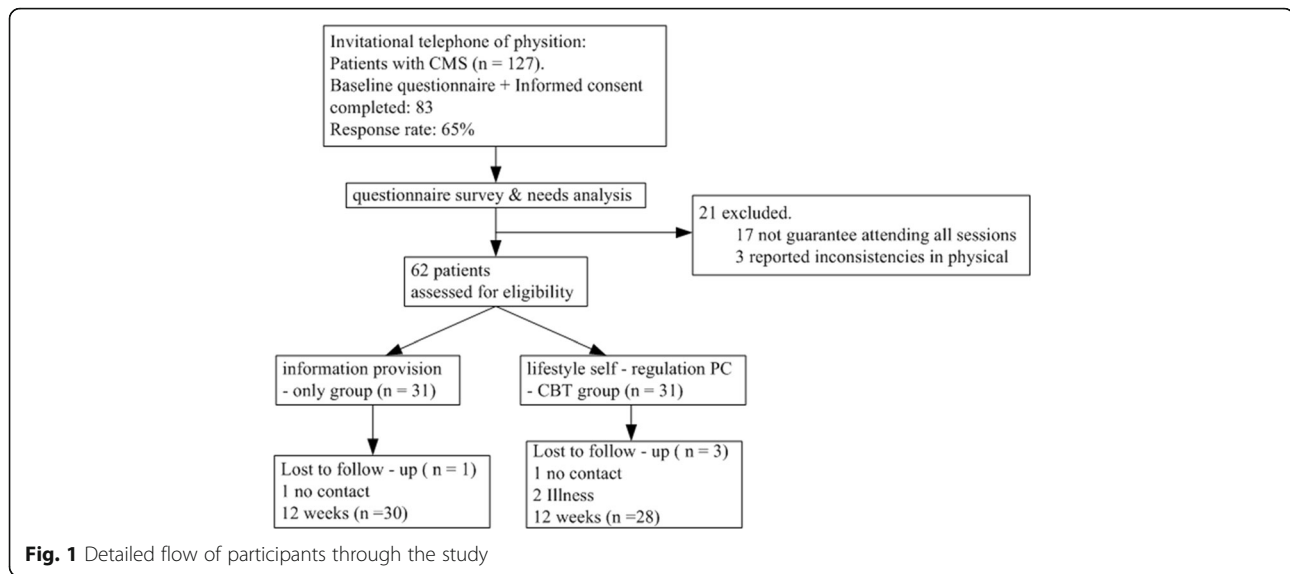 Invitational telephone of physition:
Patients with CMS (n = 127).
Baseline questionnaire + Informed consent
completed: 83
Response rate: 65%
questionnaire survey & needs analysis
21 excluded.
17 not guarantee attending all sessions
3 reported inconsistencies in physical
62 patients
assessed for eligibility
information provision
- only group (n = 31)
lifestyle self - regulation PC
- CBT group (n = 31)
Lost to follow - up ( n = 1)
1 no contact
12 weeks (n =30)
Lost to follow - up ( n = 3)
1 no contact
2 Illness
12 weeks (n =28)
Fig. 1 Detailed flow of participants through the study